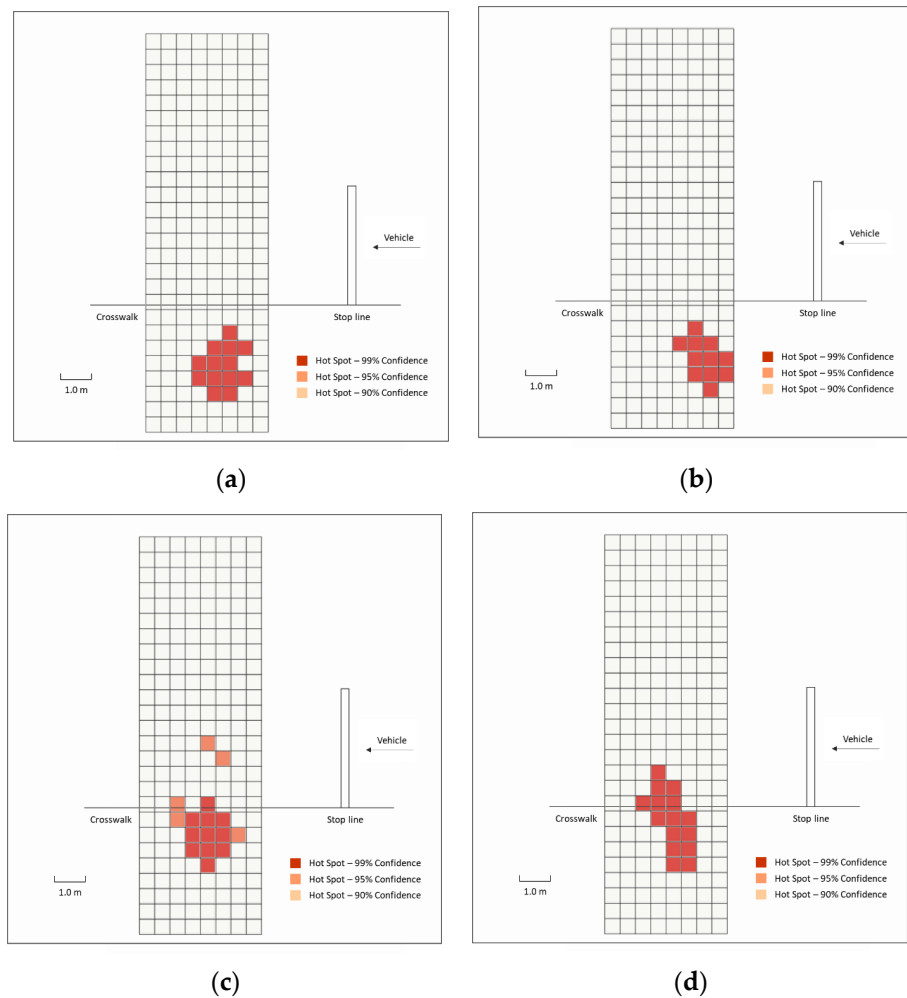 Vehicle
Crosswalk
Stop line
1.0 m
Hot Spot – 99% Confidence
Hot Spot – 95% Confidence
Hot Spot – 90% Confidence
(a)
Vehicle
Crosswalk
Stop line
1.0 m
Hot Spot – 99% Confidence
Hot Spot – 95% Confidence
Hot Spot – 90% Confidence
(b)
Vehicle
Crosswalk
Stop line
1.0 m
Hot Spot – 99% Confidence
Hot Spot – 95% Confidence
Hot Spot – 90% Confidence
(c)
Vehicle
Crosswalk
Stop line
1.0 m
Hot Spot – 99% Confidence
Hot Spot – 95% Confidence
Hot Spot – 90% Confidence
(d)